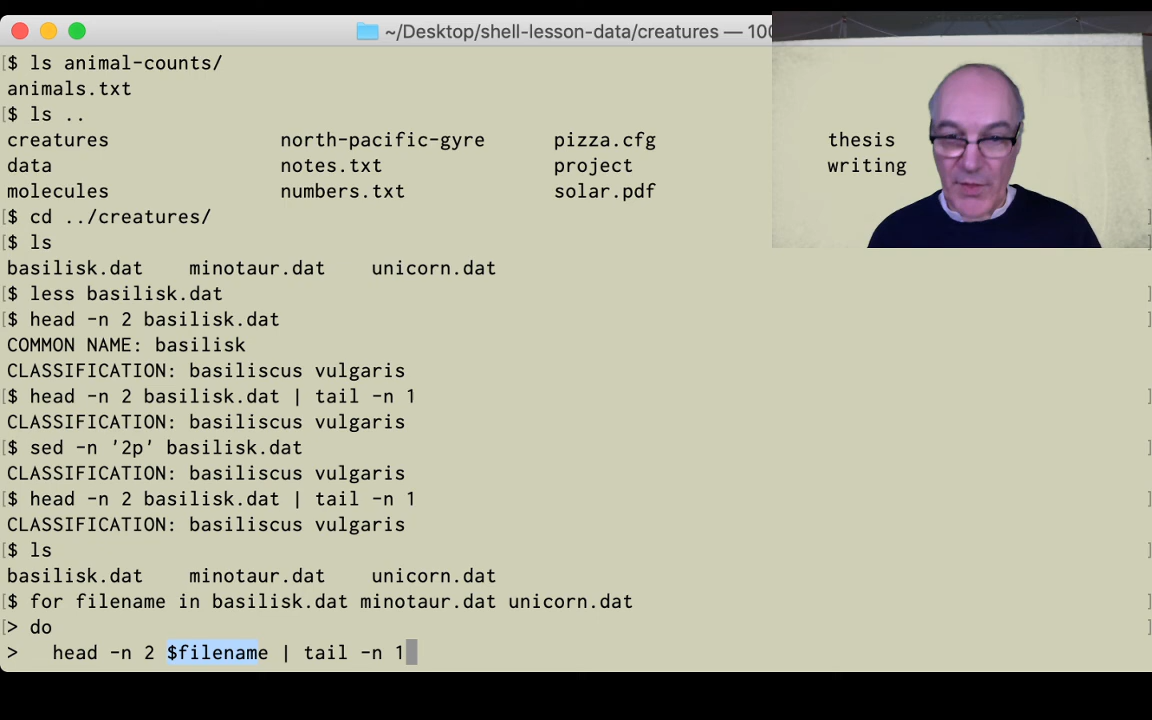 ~/Desktop/shell-lesson-data/creatures — 100
$ ls animal-counts/
animals.txt
$ ls ..
creatures north-pacific-gyre pizza.cfg thesis
data notes.txt project writing
molecules numbers.txt solar.pdf
$ cd ../creatures/
$ ls
basilisk.dat minotaur.dat unicorn.dat
$ less basilisk.dat
$ head -n 2 basilisk.dat
COMMON NAME: basilisk
CLASSIFICATION: basiliscus vulgaris
$ head -n 2 basilisk.dat | tail -n 1
CLASSIFICATION: basiliscus vulgaris
$ sed -n '2p' basilisk.dat
CLASSIFICATION: basiliscus vulgaris
$ head -n 2 basilisk.dat | tail -n 1
CLASSIFICATION: basiliscus vulgaris
$ ls
basilisk.dat minotaur.dat unicorn.dat
$ for filename in basilisk.dat minotaur.dat unicorn.dat
> do
> head -n 2 $filename | tail -n 1